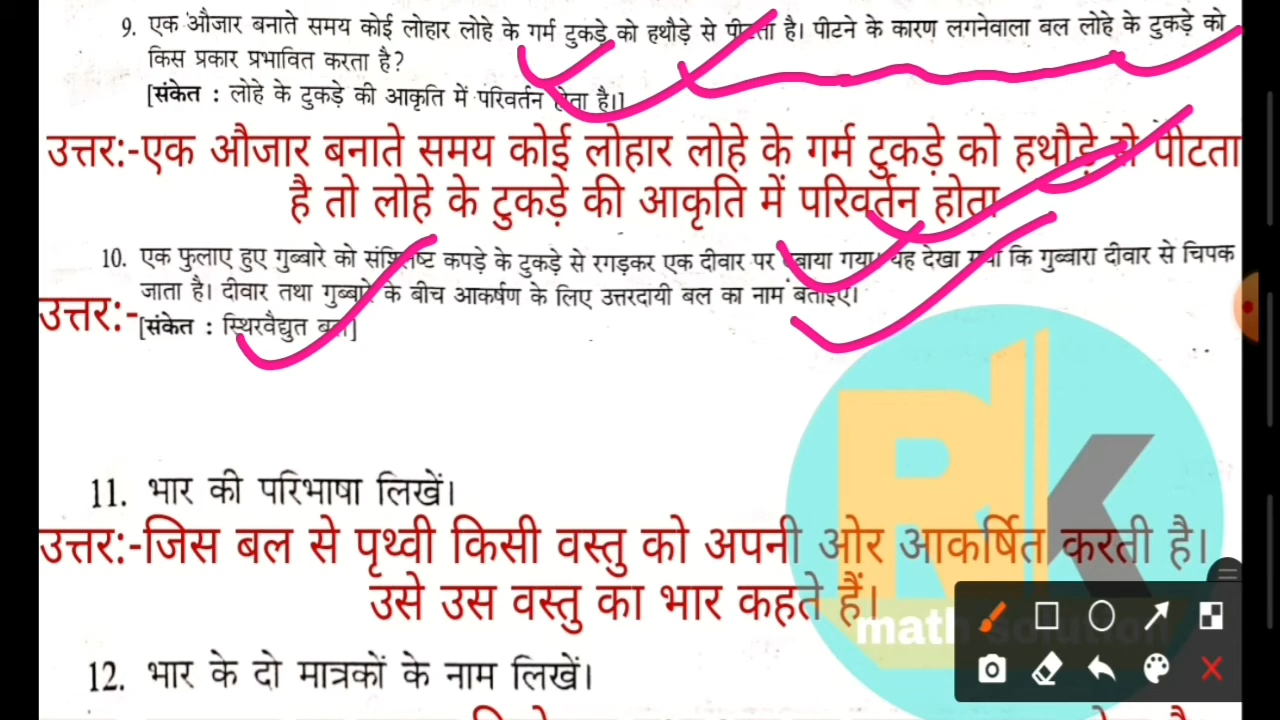 9. एक औजार बनाते समय कोई लोहार लोहे के गर्म टुकड़े को हथौड़े से पीटता है। पीटने के कारण लगनेवाला बल लोहे के टुकड़े को
किस प्रकार प्रभावित करता है?
[संकेत : लोहे के टुकड़े की आकृति में परिवर्तन होता है।]
उत्तर:-एक औजार बनाते समय कोई लोहार लोहे के गर्म टुकड़े को हथौड़े से पीटता
है तो लोहे के टुकड़े की आकृति में परिवर्तन होता
10. एक फुलाए हुए गुब्बारे को संश्लिष्ट कपड़े के टुकड़े से रगड़कर एक दीवार पर दबाया गया। यह देखा गया कि गुब्बारा दीवार से चिपक
जाता है। दीवार तथा गुब्बारे के बीच आकर्षण के लिए उत्तरदायी बल का नाम बताइए।
उत्तर:-
[संकेत : स्थिरवैद्युत बल]
11. भार की परिभाषा लिखें।
उत्तर:-जिस बल से पृथ्वी किसी वस्तु को अपनी ओर आकर्षित करती है।
उसे उस वस्तु का भार कहते हैं।
RK
math solution
12. भार के दो मात्रकों के नाम लिखें।